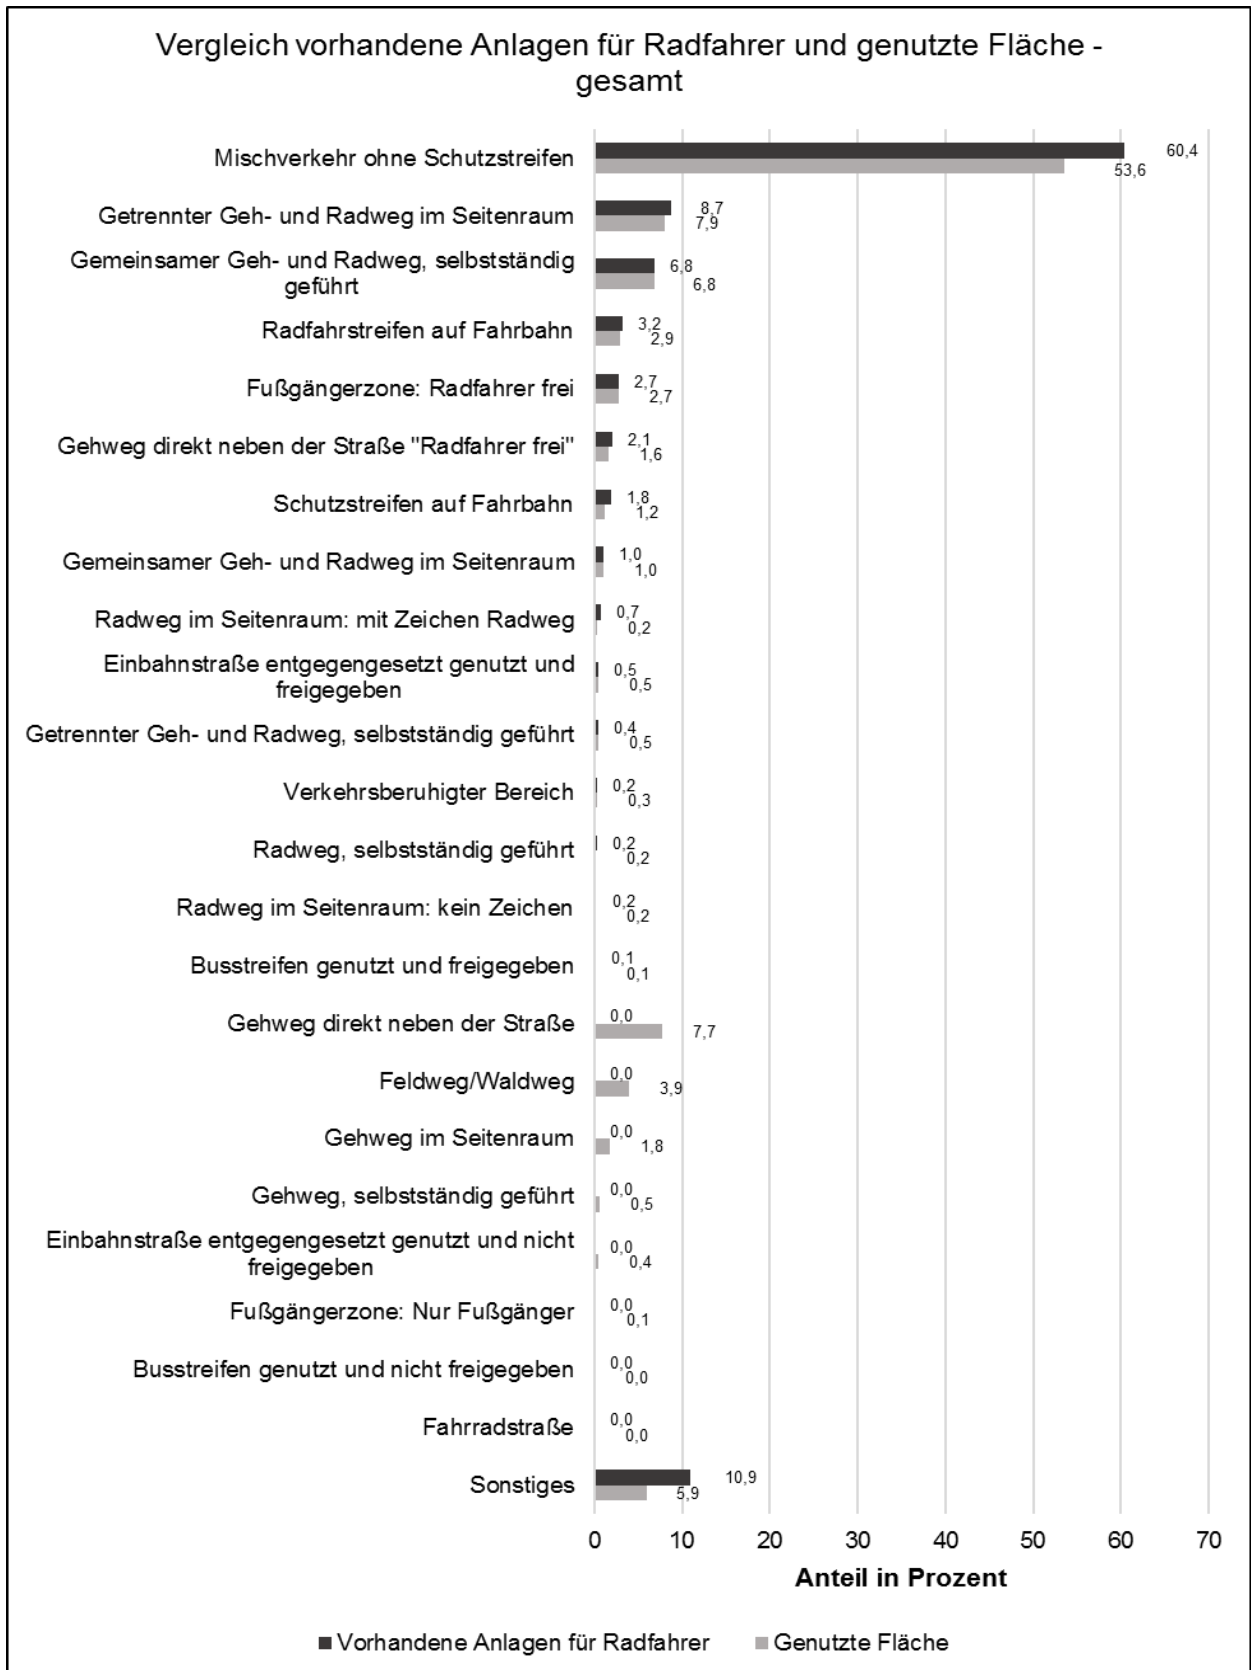 Vergleich vorhandene Anlagen für Radfahrer und genutzte Fläche -
gesamt
Mischverkehr ohne Schutzstreifen
60,4
53,6
Getrennter Geh- und Radweg im Seitenraum
8,7
7,9
Gemeinsamer Geh- und Radweg, selbstständig
geführt
6,8
6,8
Radfahrstreifen auf Fahrbahn
3,2
2,9
Fußgängerzone: Radfahrer frei
2,7
2,7
Gehweg direkt neben der Straße "Radfahrer frei"
2,1
1,6
Schutzstreifen auf Fahrbahn
1,8
1,2
Gemeinsamer Geh- und Radweg im Seitenraum
1,0
1,0
Radweg im Seitenraum: mit Zeichen Radweg
0,7
0,2
Einbahnstraße entgegengesetzt genutzt und
freigegeben
0,5
0,5
Getrennter Geh- und Radweg, selbstständig geführt
0,4
0,5
Verkehrsberuhigter Bereich
0,2
0,3
Radweg, selbstständig geführt
0,2
0,2
Radweg im Seitenraum: kein Zeichen
0,2
0,2
Busstreifen genutzt und freigegeben
0,1
0,1
Gehweg direkt neben der Straße
0,0
7,7
Feldweg/Waldweg
0,0
3,9
Gehweg im Seitenraum
0,0
1,8
Gehweg, selbstständig geführt
0,0
0,5
Einbahnstraße entgegengesetzt genutzt und nicht
freigegeben
0,0
0,4
Fußgängerzone: Nur Fußgänger
0,0
0,1
Busstreifen genutzt und nicht freigegeben
0,0
0,0
Fahrradstraße
0,0
0,0
Sonstiges
10,9
5,9
0 10 20 30 40 50 60 70
Anteil in Prozent
Vorhandene Anlagen für Radfahrer Genutzte Fläche